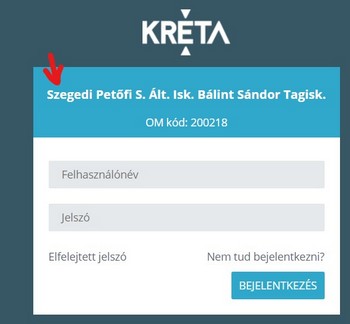 KRÉTA
Szegedi Petőfi S. Ált. Isk. Bálint Sándor Tagisk.
OM kód: 200218
Felhasználónév
Jelszó
Elfelejtett jelszó Nem tud bejelentkezni?
BEJELENTKEZÉS